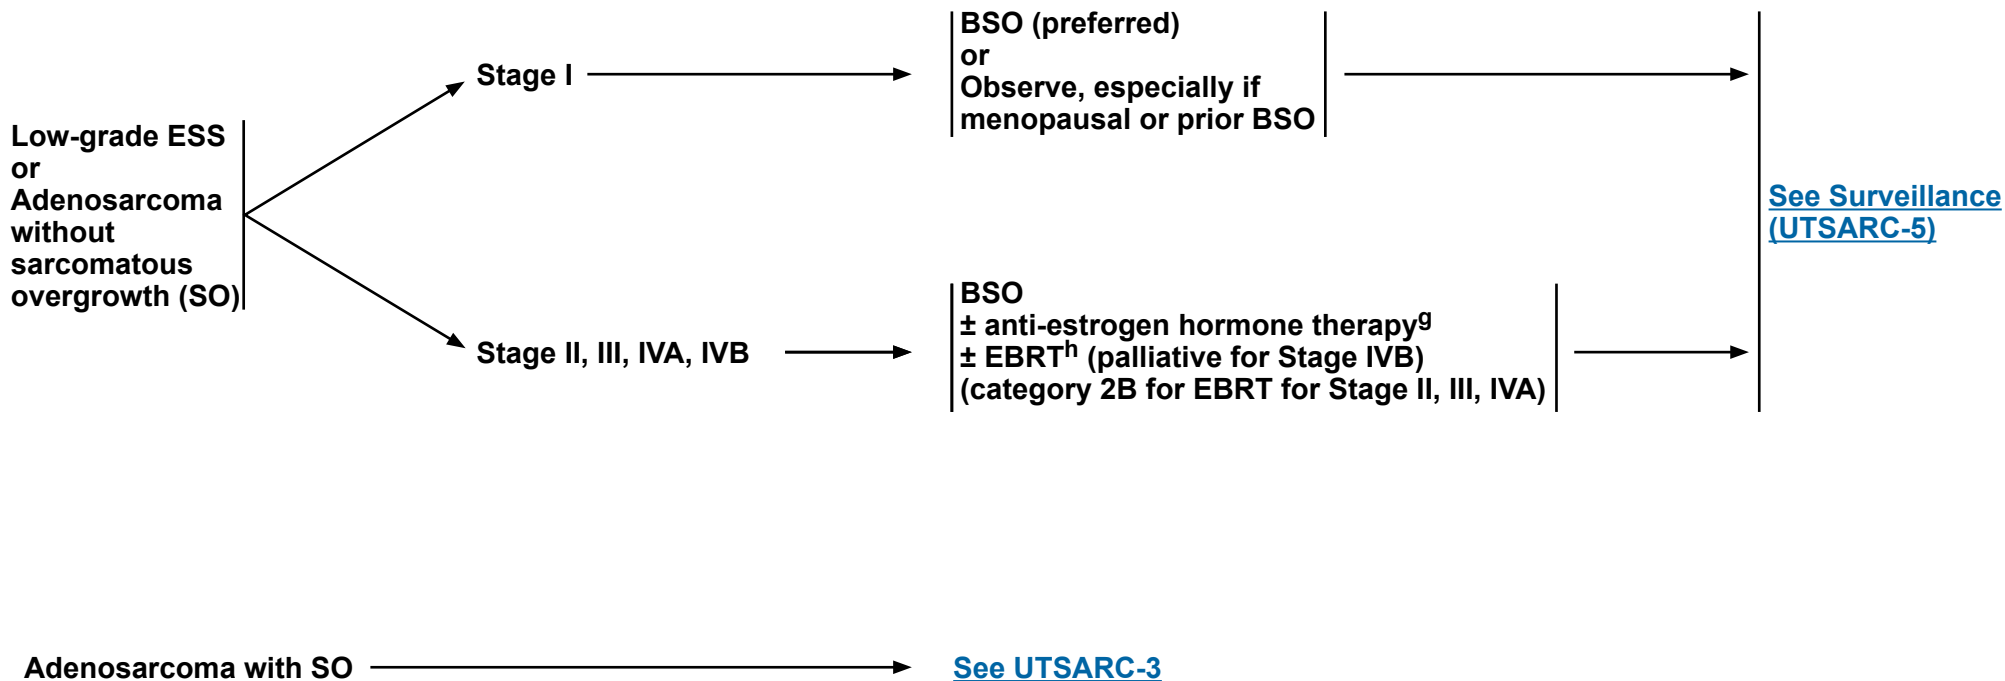 Low-grade ESS
or
Adenosarcoma
without
sarcomatous
overgrowth (SO)
Stage I
BSO (preferred)
or
Observe, especially if
menopausal or prior BSO
Stage II, III, IVA, IVB
BSO
± anti-estrogen hormone therapyg
± EBRTh (palliative for Stage IVB)
(category 2B for EBRT for Stage II, III, IVA)
See Surveillance
(UTSARC-5)
Adenosarcoma with SO
See UTSARC-3